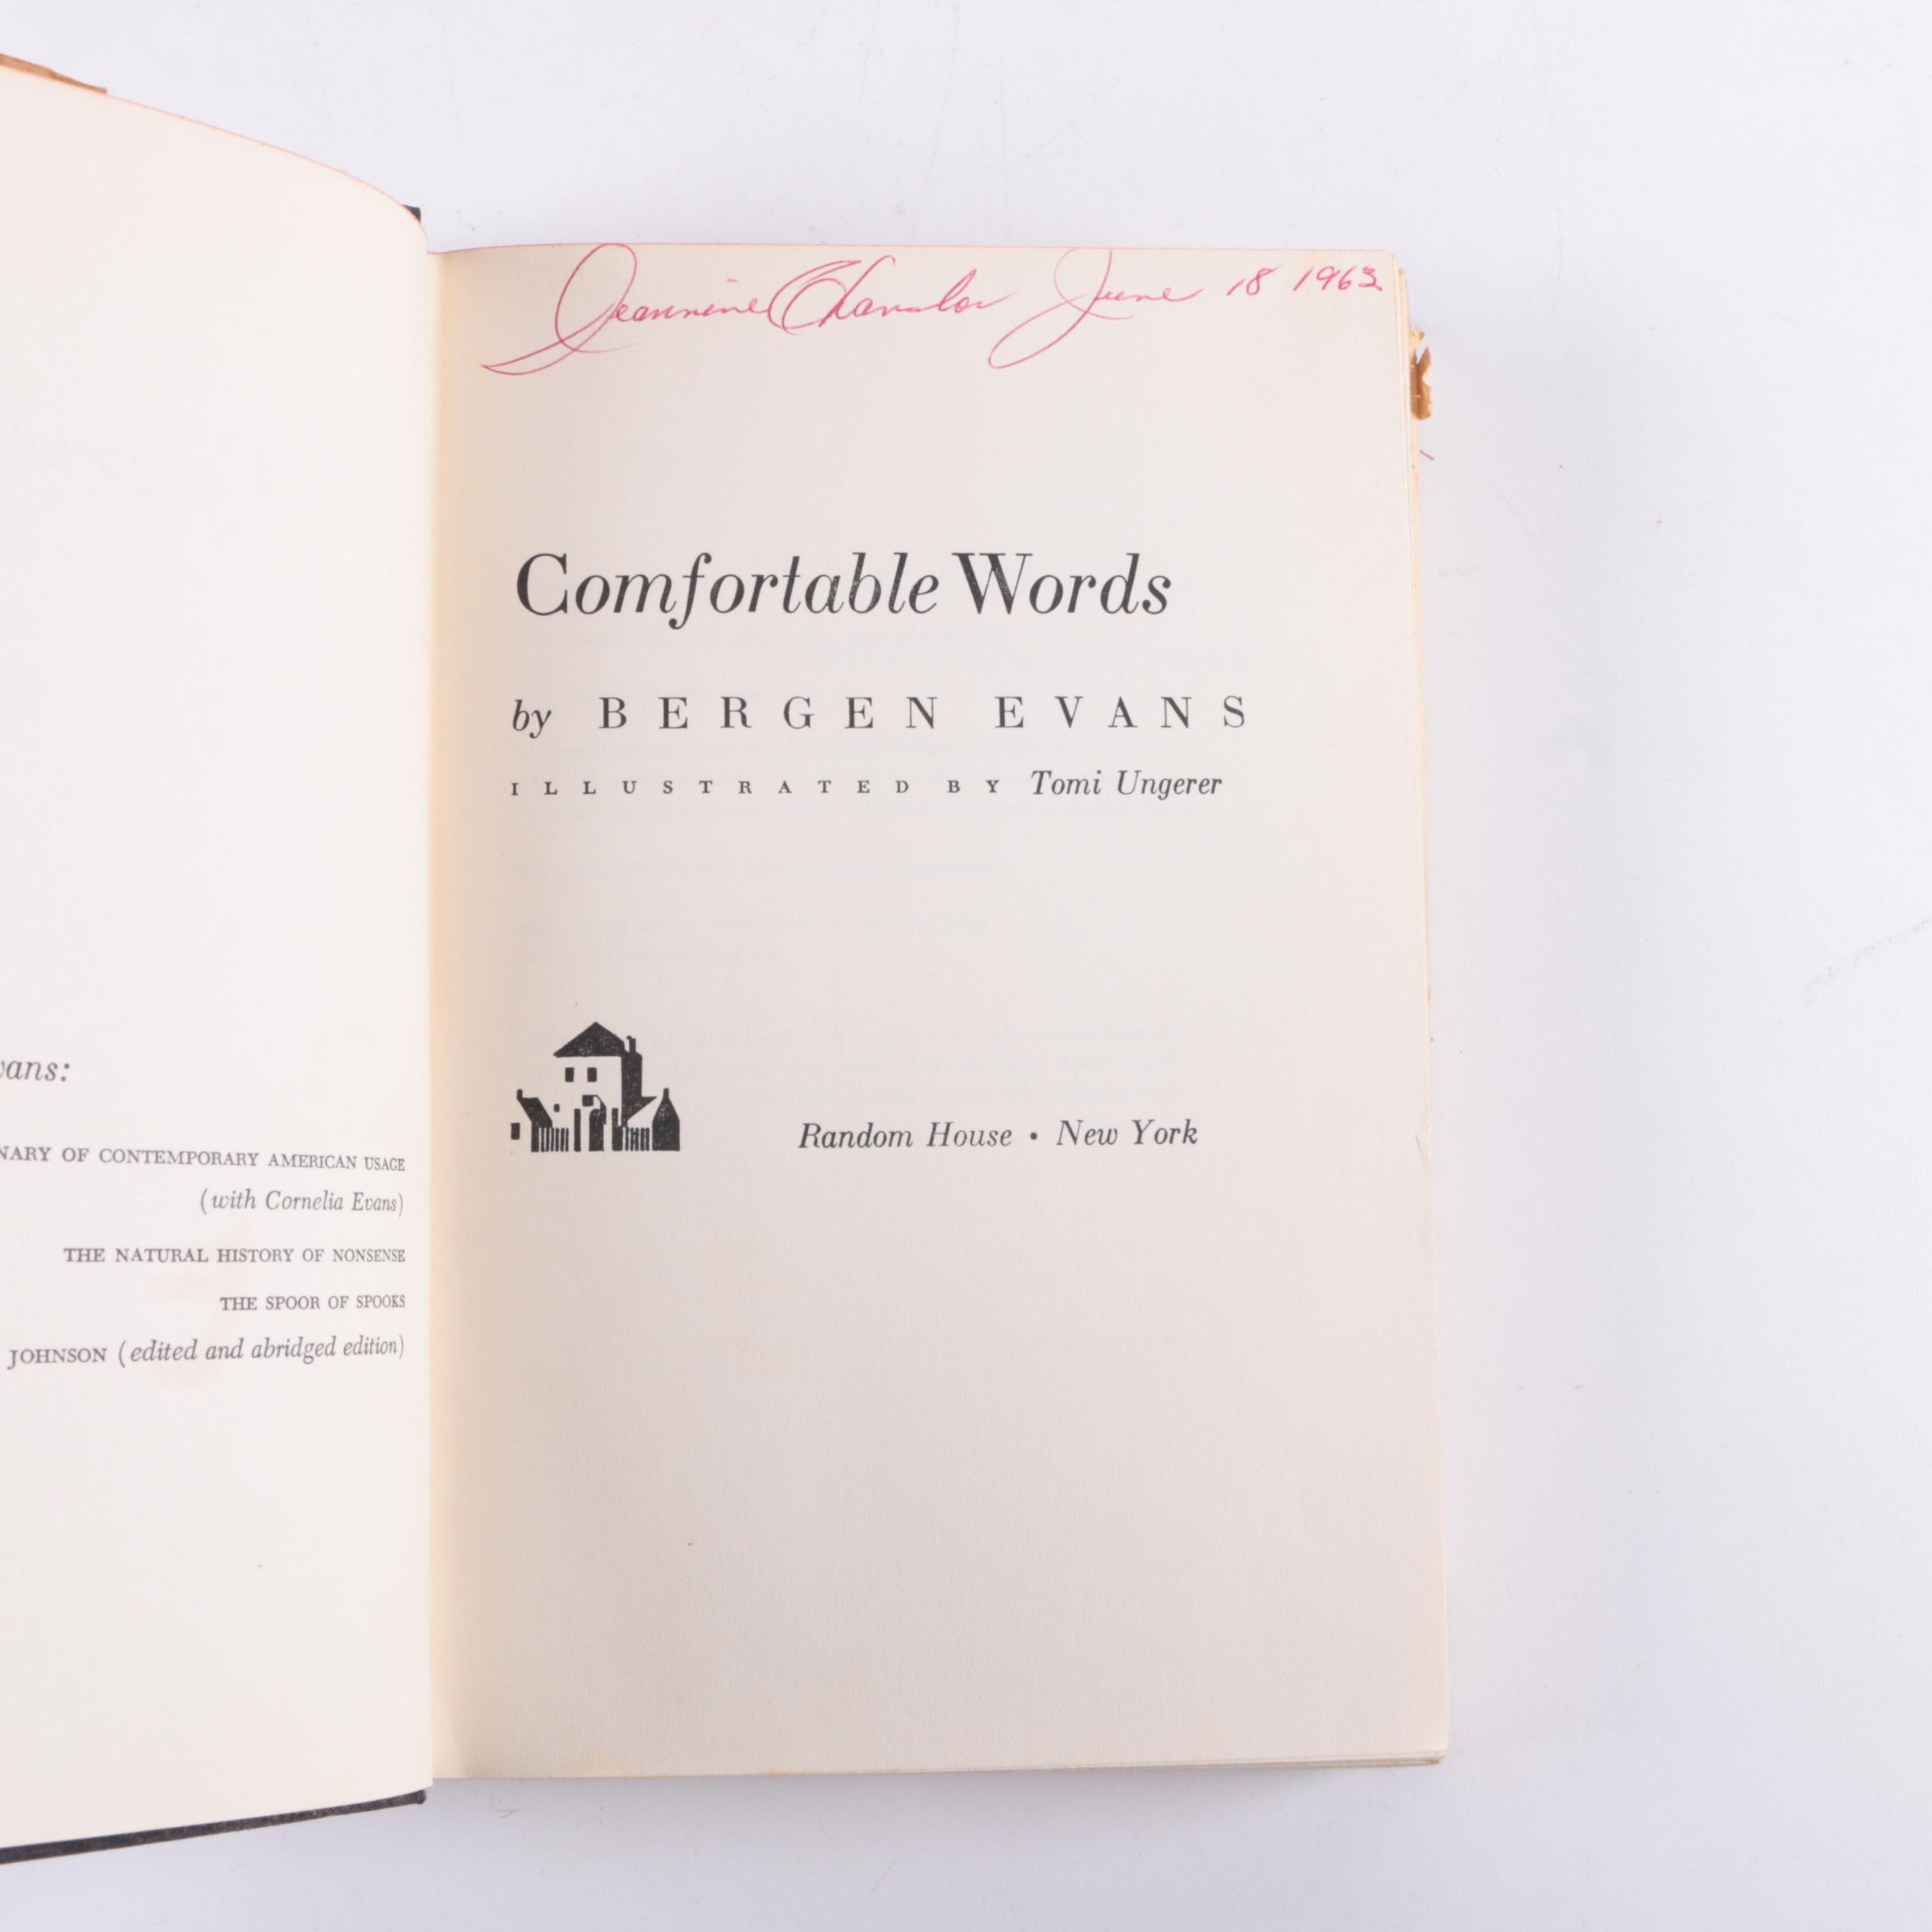 vans:
NARY OF CONTEMPORARY AMERICAN USAGE
(with Cornelia Evans)
THE NATURAL HISTORY OF NONSENSE
THE SPOOR OF SPOOKS
JOHNSON (edited and abridged edition)
Jeannine June 18 1963
Comfortable Words
by BERGEN EVANS
ILLUSTRATED BY Tomi Ungerer
Random House • New York